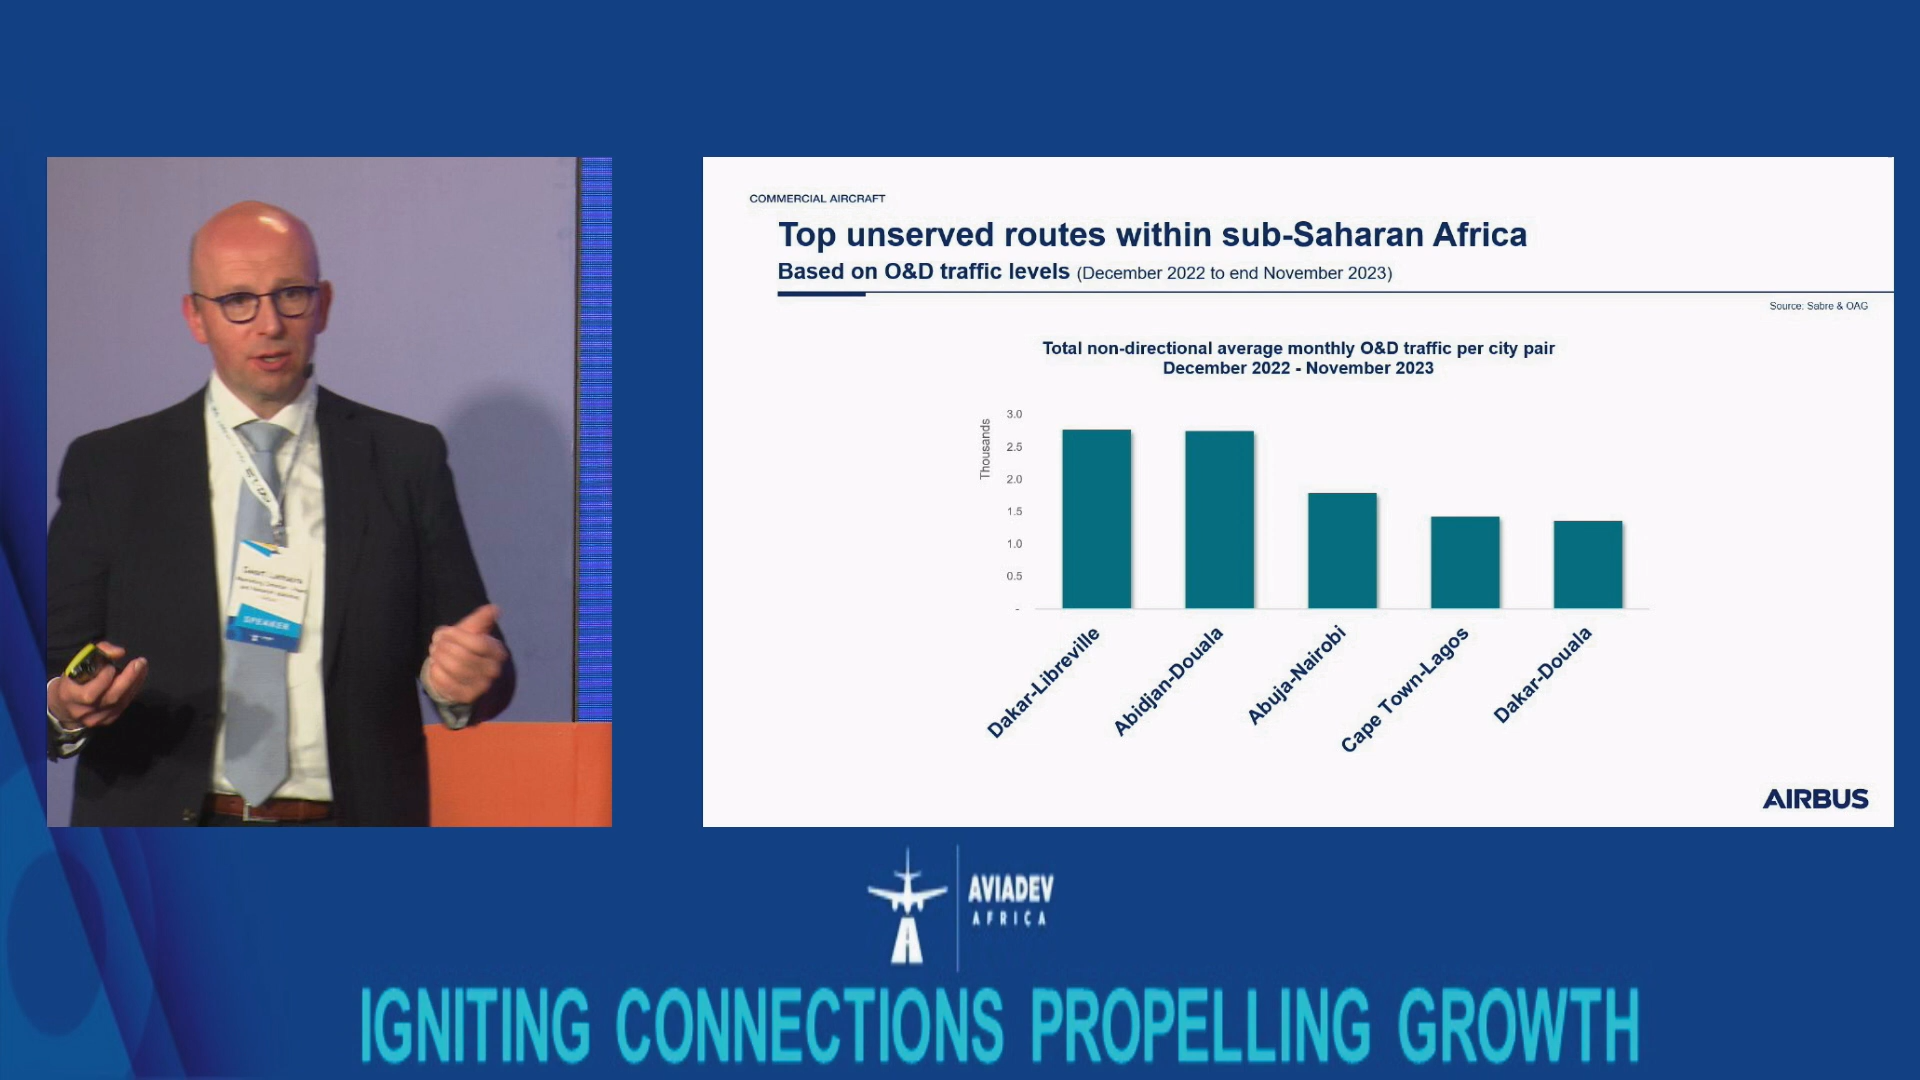 COMMERCIAL AIRCRAFT
Top unserved routes within sub-Saharan Africa
Based on O&D traffic levels (December 2022 to end November 2023)
Source: Sabre & OAG
Total non-directional average monthly O&D traffic per city pair
December 2022 - November 2023
Thousands
3.0
2.5
2.0
1.5
1.0
0.5
-
Dakar-Libreville
Abidjan-Douala
Abuja-Nairobi
Cape Town-Lagos
Dakar-Douala
AIRBUS
SPEAKER
AVIADEV
AFRICA
IGNITING CONNECTIONS PROPELLING GROWTH